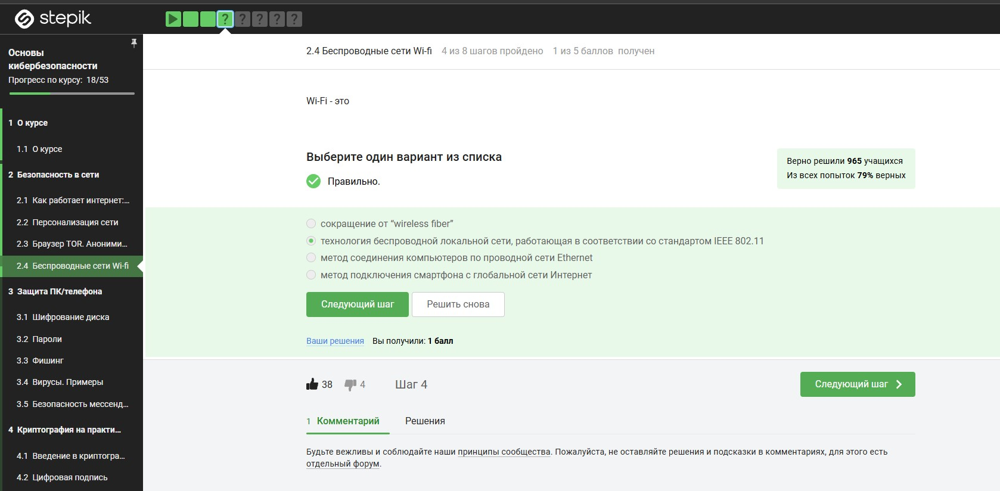 stepik
? ? ? ? ?
Основы
кибербезопасности
Прогресс по курсу: 18/53
1 О курсе
1.1 О курсе
2 Безопасность в сети
2.1 Как работает интернет:...
2.2 Персонализация сети
2.3 Браузер TOR. Аноними...
2.4 Беспроводные сети Wi-fi
3 Защита ПК/телефона
3.1 Шифрование диска
3.2 Пароли
3.3 Фишинг
3.4 Вирусы. Примеры
3.5 Безопасность мессенд...
4 Криптография на практи...
4.1 Введение в криптогра...
4.2 Цифровая подпись
2.4 Беспроводные сети Wi-fi 4 из 8 шагов пройдено 1 из 5 баллов получен
Wi-Fi - это
Выберите один вариант из списка
Правильно.
Верно решили 965 учащихся
Из всех попыток 79% верных
сокращение от “wireless fiber”
технология беспроводной локальной сети, работающая в соответствии со стандартом IEEE 802.11
метод соединения компьютеров по проводной сети Ethernet
метод подключения смартфона с глобальной сети Интернет
Следующий шаг Решить снова
Ваши решения Вы получили: 1 балл
38 4 Шаг 4 Следующий шаг
1 Комментарий Решения
Будьте вежливы и соблюдайте наши принципы сообщества. Пожалуйста, не оставляйте решения и подсказки в комментариях, для этого есть
отдельный форум.